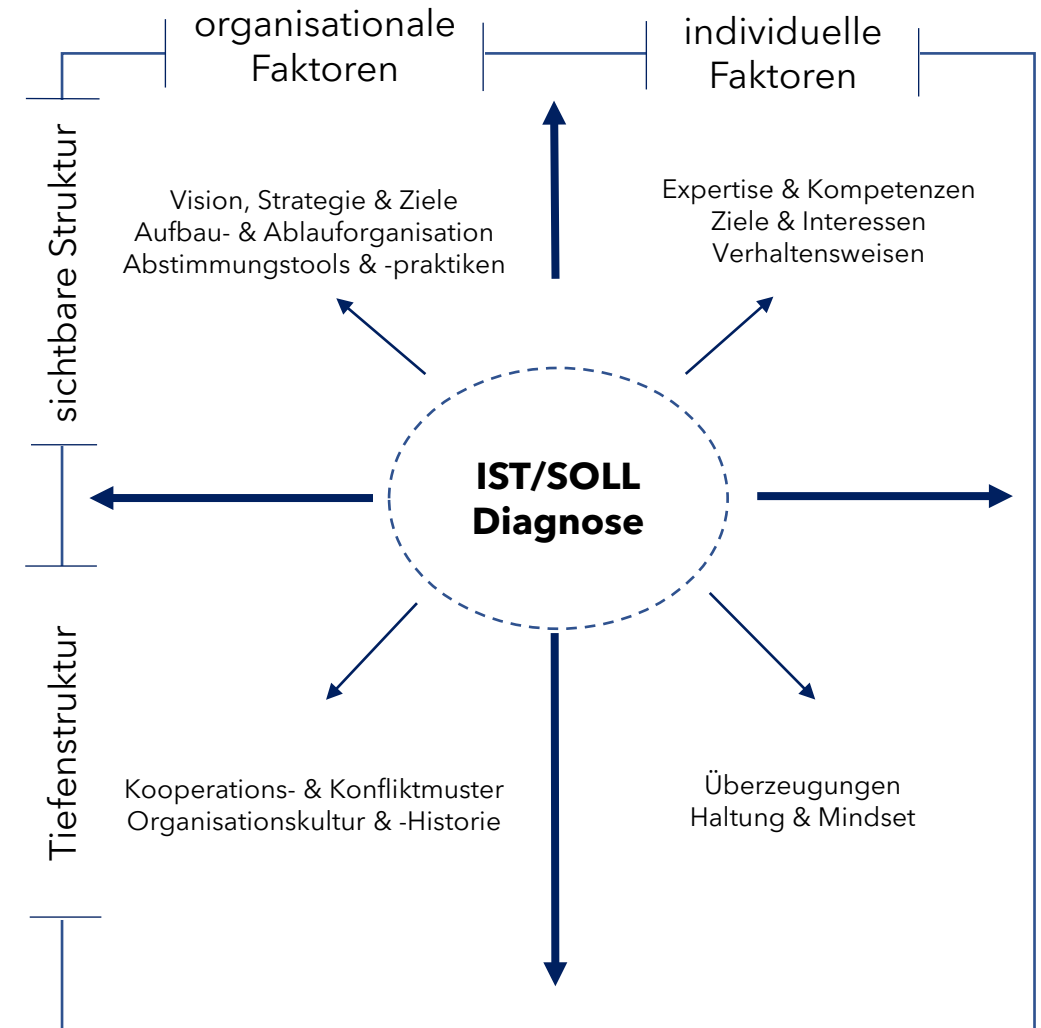 organisationale
Faktoren
individuelle
Faktoren
sichtbare Struktur
Vision, Strategie & Ziele
Aufbau- & Ablauforganisation
Abstimmungstools & -praktiken
Expertise & Kompetenzen
Ziele & Interessen
Verhaltensweisen
IST/SOLL
Diagnose
Tiefenstruktur
Kooperations- & Konfliktmuster
Organisationskultur & -Historie
Überzeugungen
Haltung & Mindset